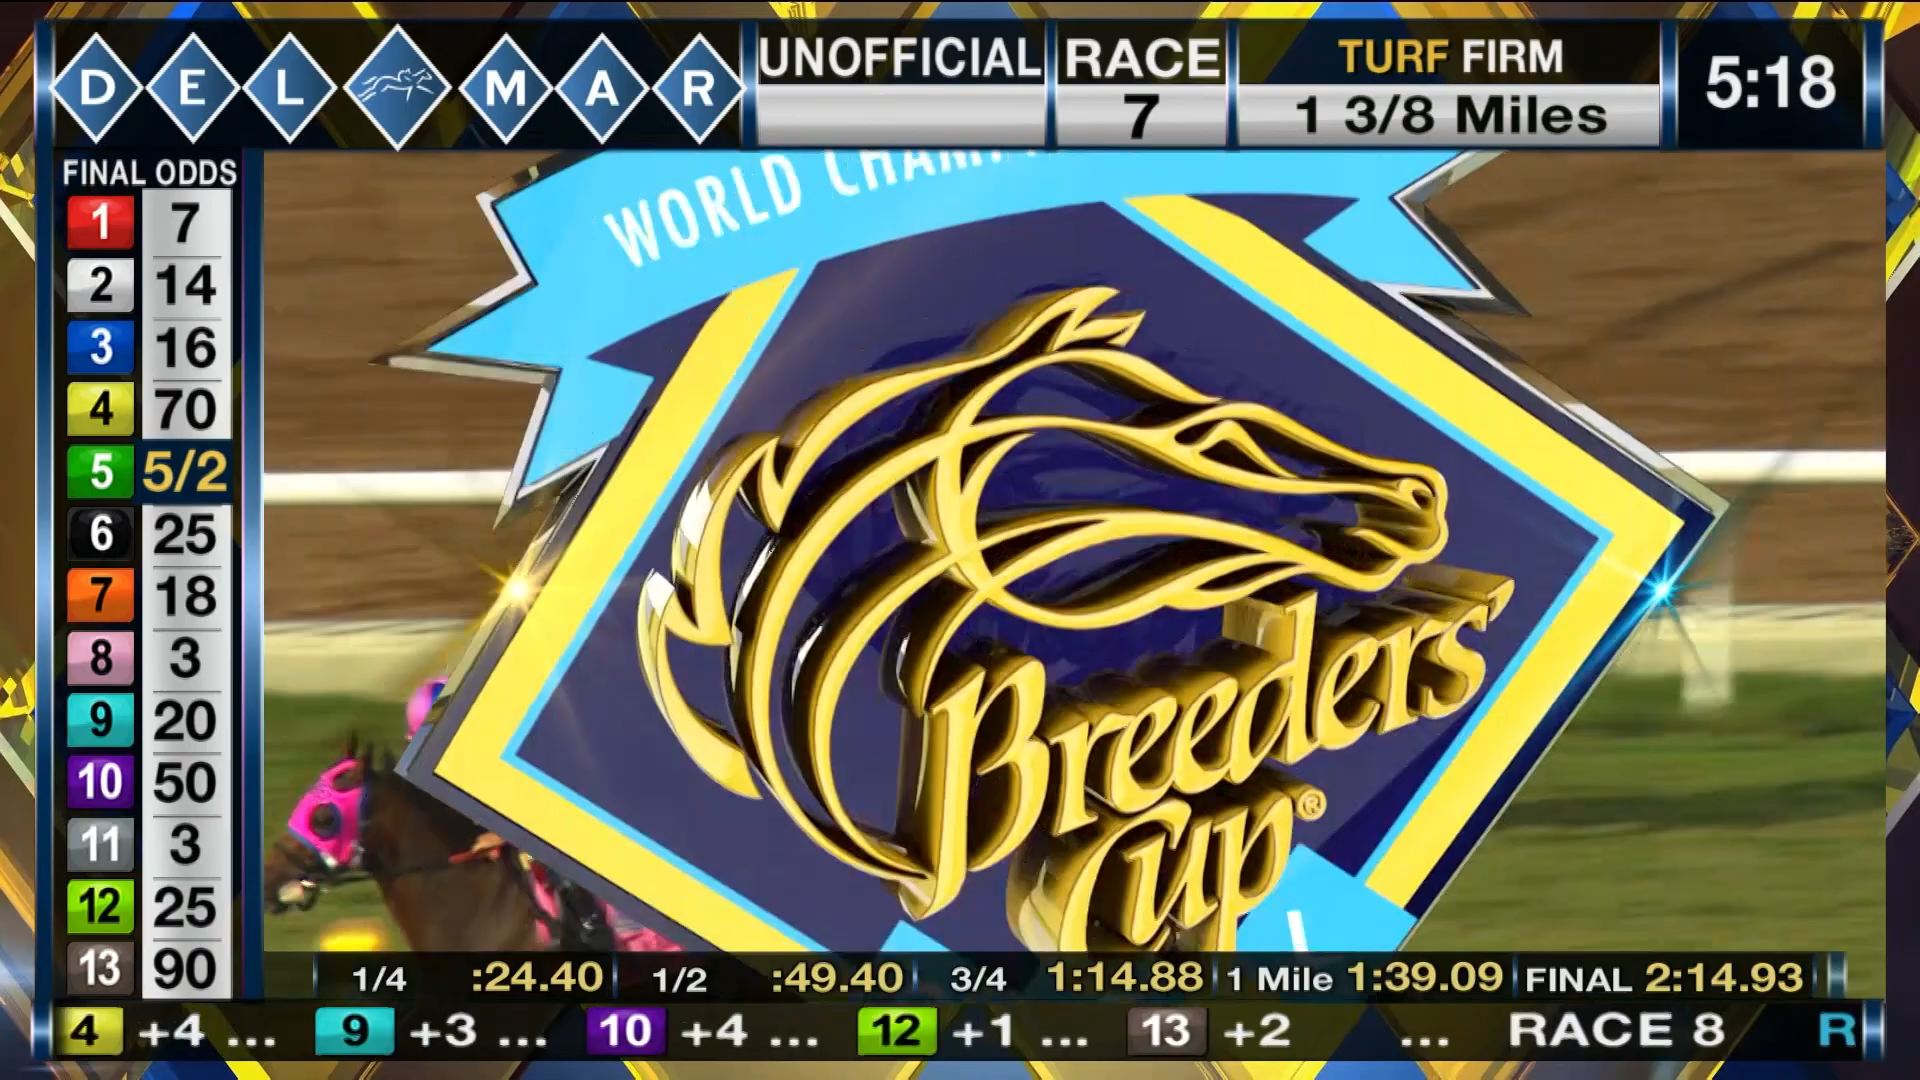 DEL MAR
UNOFFICIAL
RACE
7
TURF FIRM
1 3/8 Miles
5:18
FINAL ODDS
1 7
2 14
3 16
4 70
5 5/2
6 25
7 18
8 3
9 20
10 50
11 3
12 25
13 90
WORLD
Breeders'
Cup®
1/4 :24.40 1/2 :49.40 3/4 1:14.88 1 Mile 1:39.09 FINAL 2:14.93
4 +4 ... 9 +3 ... 10 +4 ... 12 +1 ... 13 +2 ... RACE 8 R